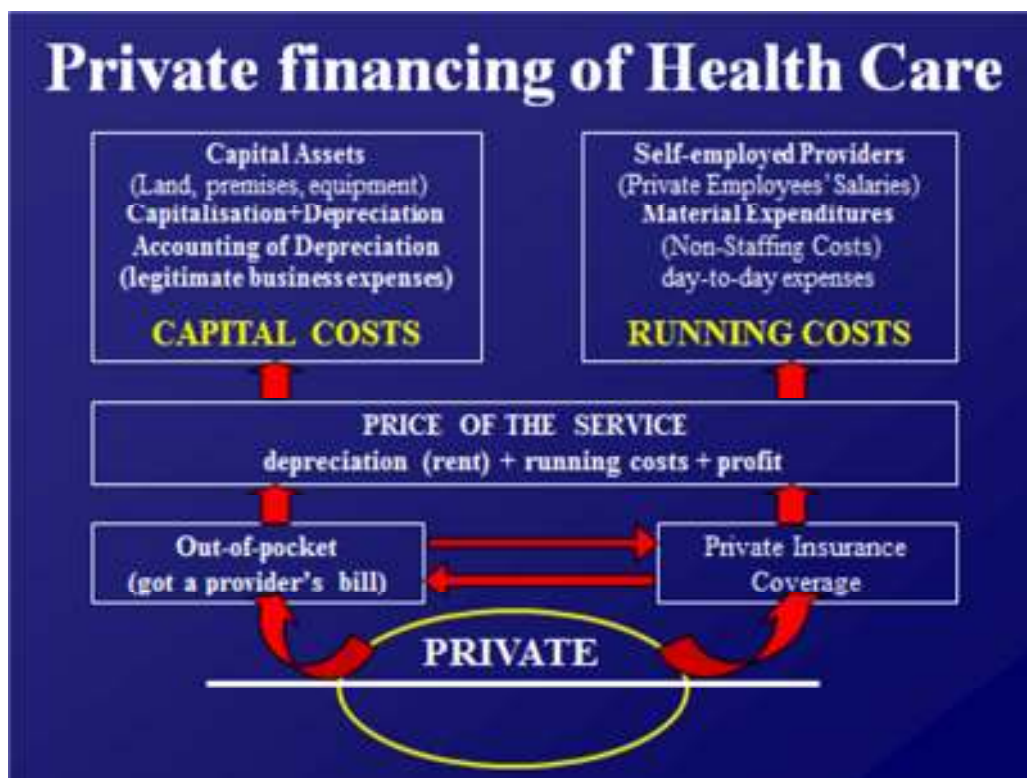 Private financing of Health Care
Capital Assets
(Land, premises, equipment)
Capitalisation+Depreciation
Accounting of Depreciation
(legitimate business expenses)
CAPITAL COSTS
Self-employed Providers
(Private Employees' Salaries)
Material Expenditures
(Non-Staffing Costs)
day-to-day expenses
RUNNING COSTS
PRICE OF THE SERVICE
depreciation (rent) + running costs + profit
Out-of-pocket
(got a provider's bill)
Private Insurance
Coverage
PRIVATE